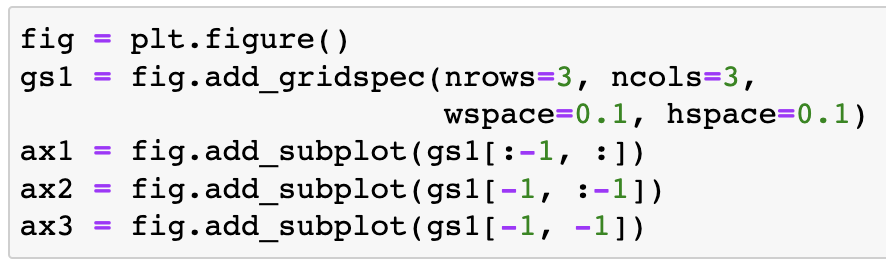 fig = plt.figure()
gs1 = fig.add_gridspec(nrows=3, ncols=3,
                       wspace=0.1, hspace=0.1)
ax1 = fig.add_subplot(gs1[:-1, :])
ax2 = fig.add_subplot(gs1[-1, :-1])
ax3 = fig.add_subplot(gs1[-1, -1])